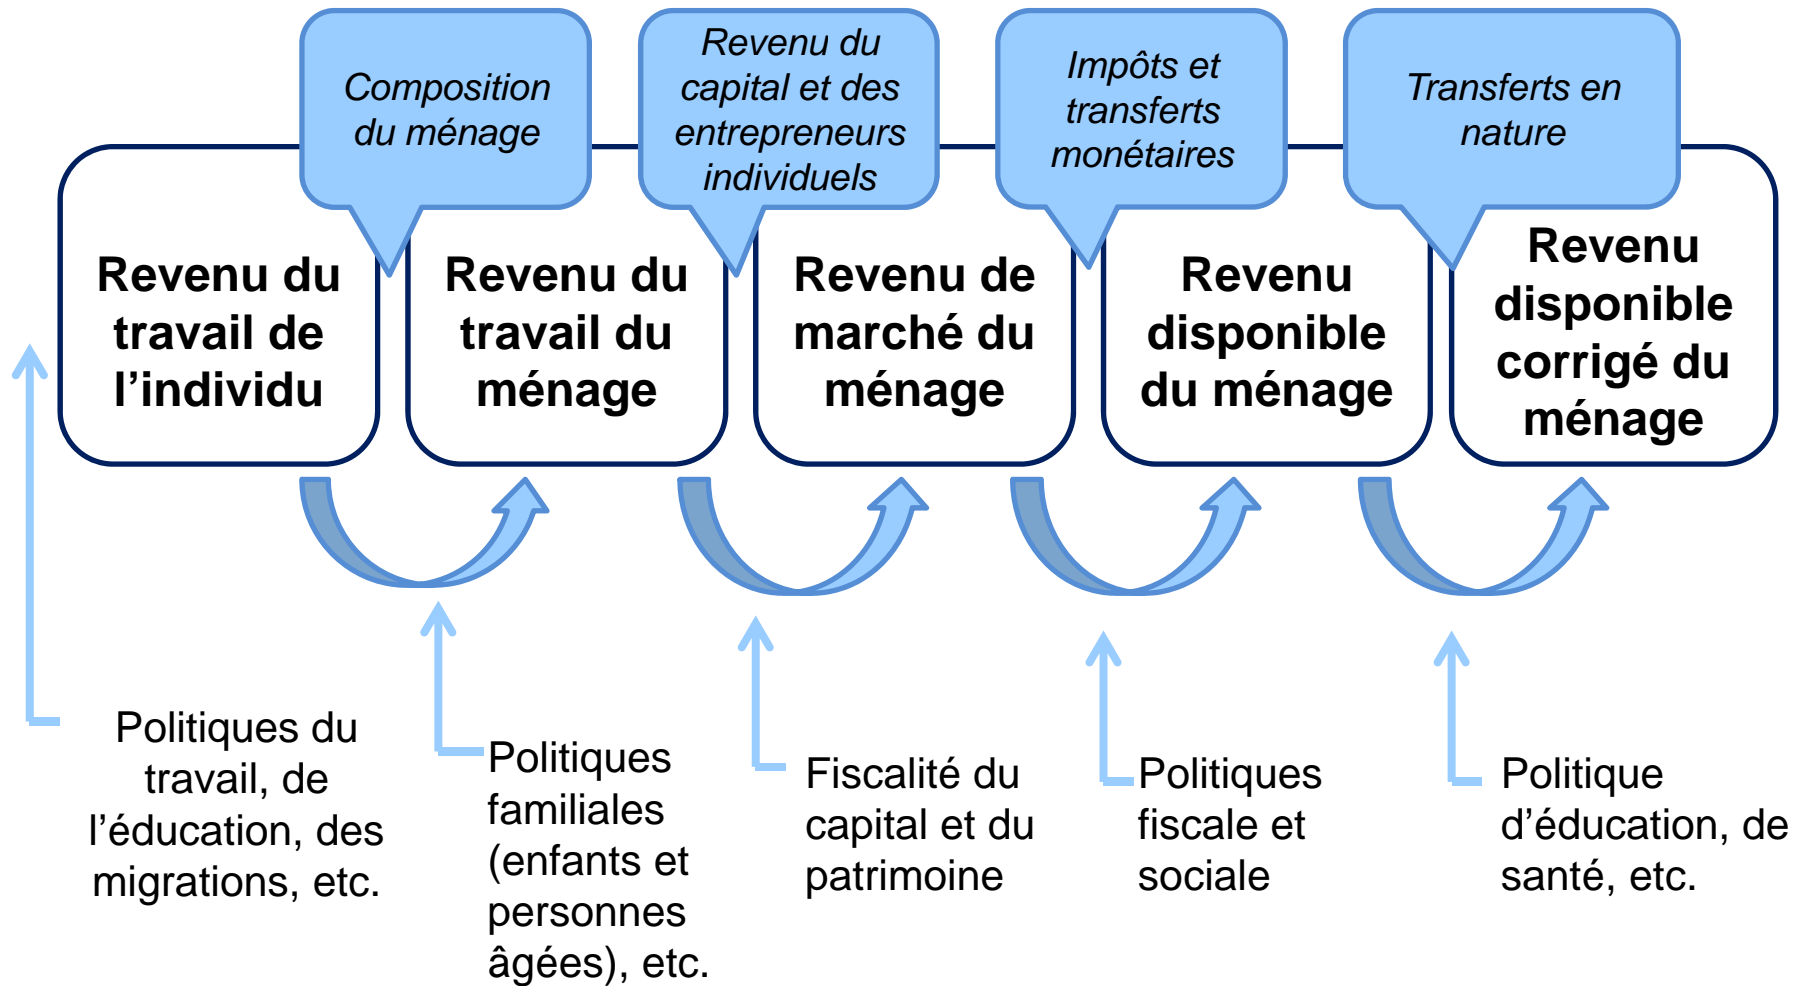 Composition
du ménage
Revenu du
capital et des
entrepreneurs
individuels
Impôts et
transferts
monétaires
Transferts en
nature
Revenu du
travail de
l’individu
Revenu du
travail du
ménage
Revenu de
marché du
ménage
Revenu
disponible
du ménage
Revenu
disponible
corrigé du
ménage
Politiques du
travail, de
l’éducation, des
migrations, etc.
Politiques
familiales
(enfants et
personnes
âgées), etc.
Fiscalité du
capital et du
patrimoine
Politiques
fiscale et
sociale
Politique
d’éducation, de
santé, etc.